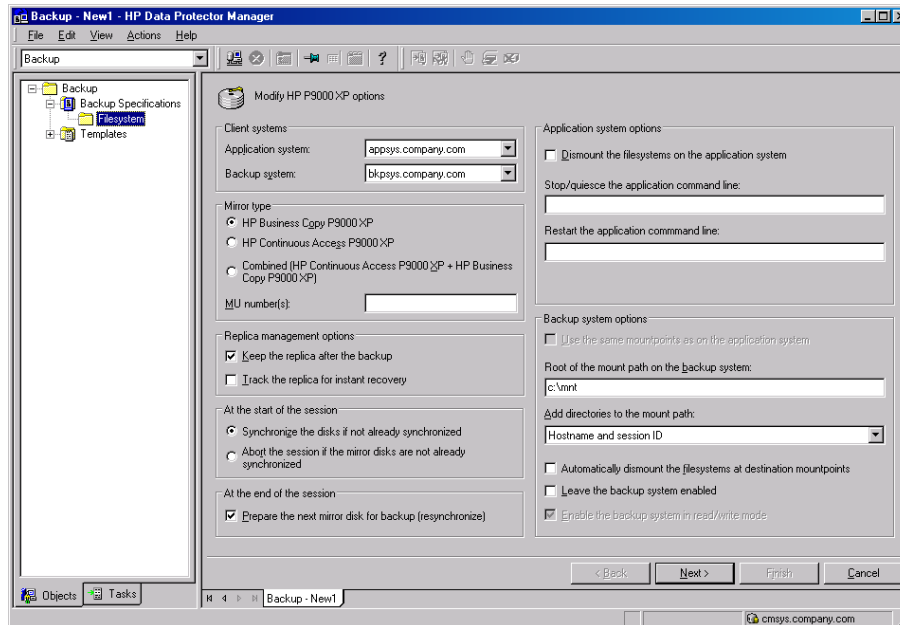 Backup - New1 - HP Data Protector Manager
File Edit View Actions Help
Backup
Backup
Backup Specifications
Filesystem
Templates
Modify HP P9000 XP options
Client systems
Application system: appsys.company.com
Backup system: bkpsys.company.com
Mirror type
HP Business Copy P9000 XP
HP Continuous Access P9000 XP
Combined (HP Continuous Access P9000 XP + HP Business
Copy P9000 XP)
MU number(s):
Replica management options
Keep the replica after the backup
Track the replica for instant recovery
At the start of the session
Synchronize the disks if not already synchronized
Abort the session if the mirror disks are not already
synchronized
At the end of the session
Prepare the next mirror disk for backup (resynchronize)
Application system options
Dismount the filesystems on the application system
Stop/quiesce the application command line:
Restart the application commmand line:
Backup system options
Use the same mountpoints as on the application system
Root of the mount path on the backup system:
c:\mnt
Add directories to the mount path:
Hostname and session ID
Automatically dismount the filesystems at destination mountpoints
Leave the backup system enabled
Enable the backup system in read/write mode
< Back Next > Finish Cancel
Objects Tasks Backup - New1
cmsys.company.com